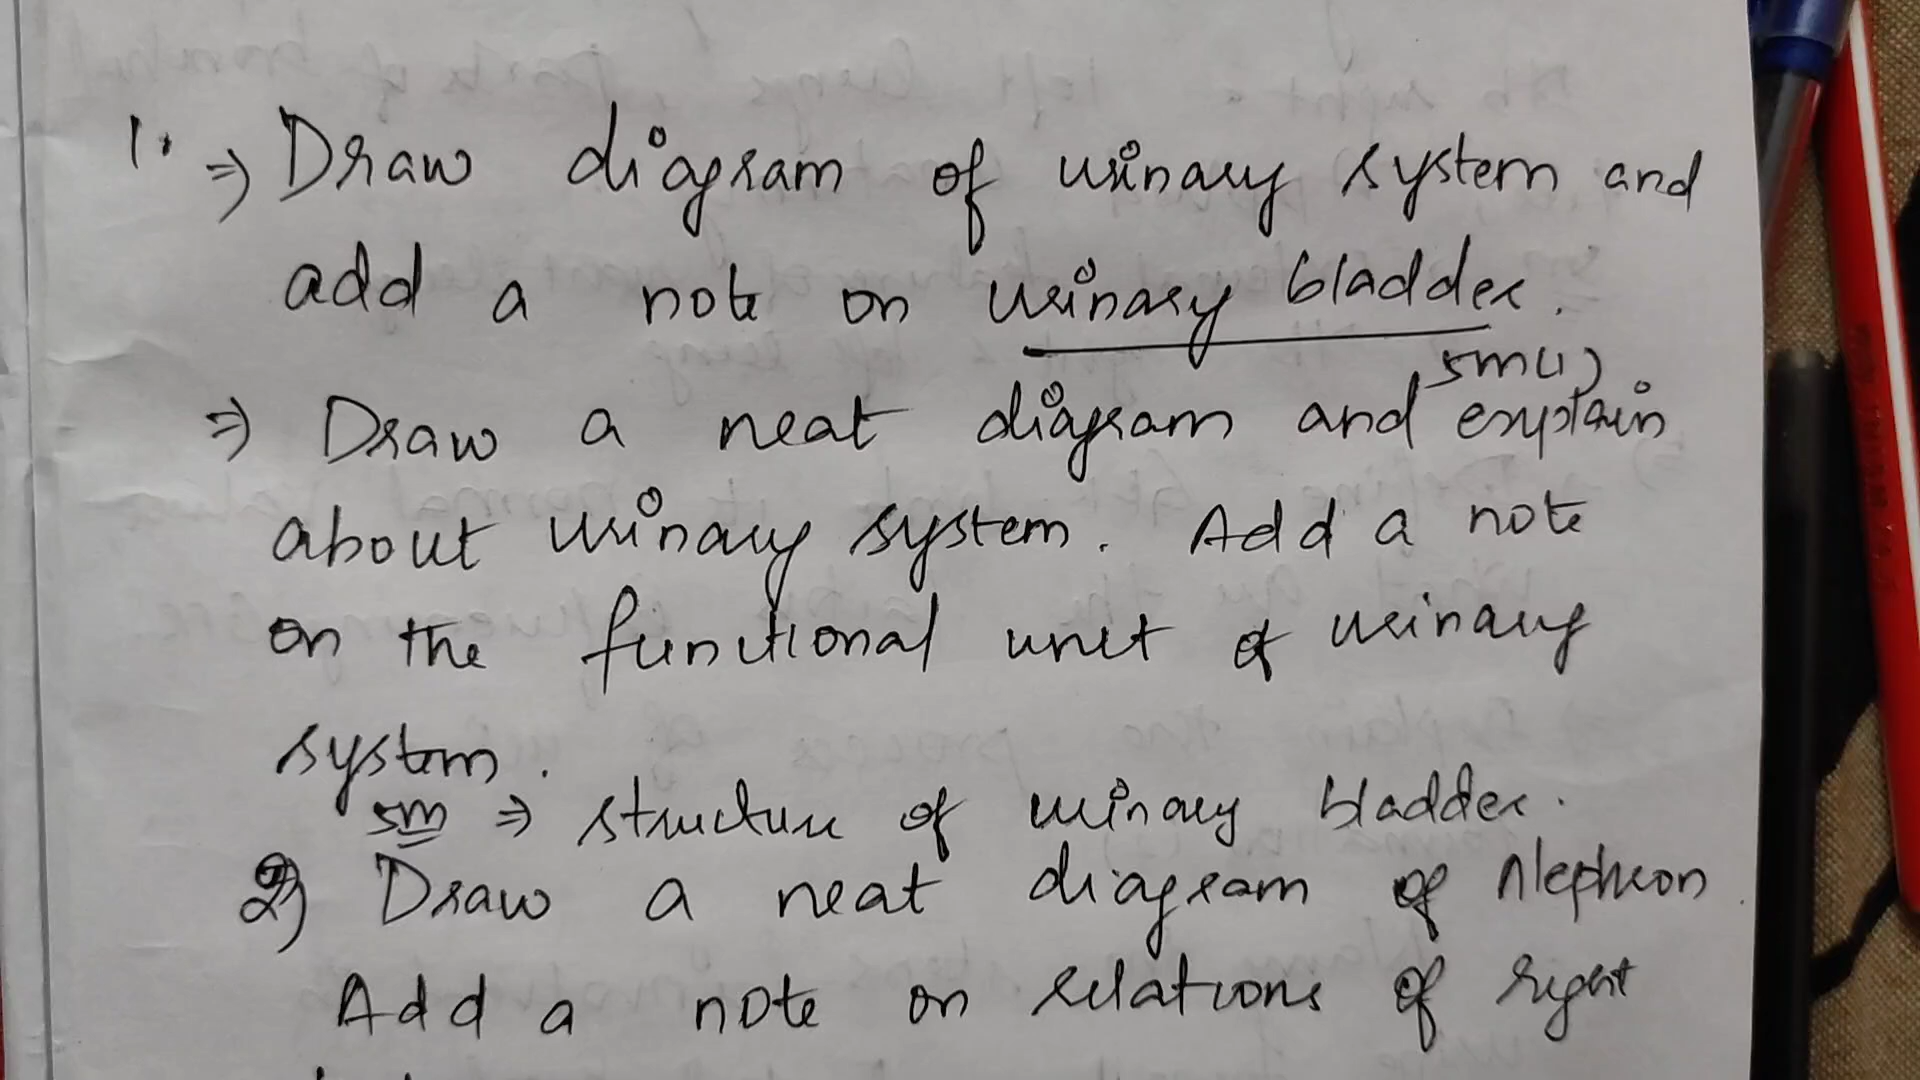 1. ⇒ Draw diagram of urinary system and
add a note on urinary bladder.
5m(1)
⇒ Draw a neat diagram and explain
about urinary system. Add a note
on the functional unit of urinary
system.
5m ⇒ structure of urinary bladder.
2) Draw a neat diagram of Nephron.
Add a note on relations of right